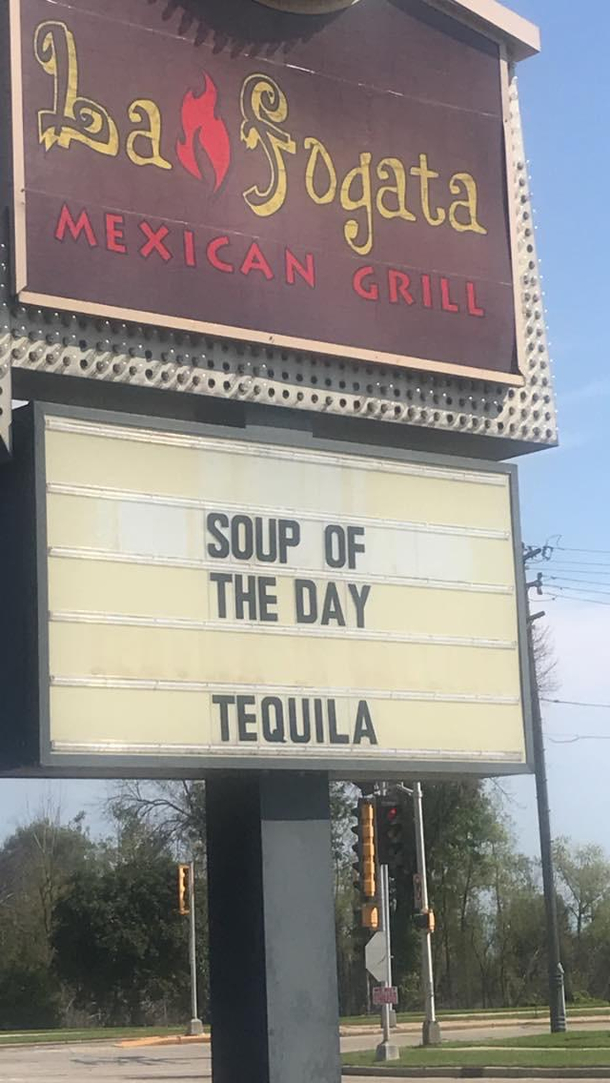 La Fogata
MEXICAN GRILL
SOUP OF
THE DAY
TEQUILA